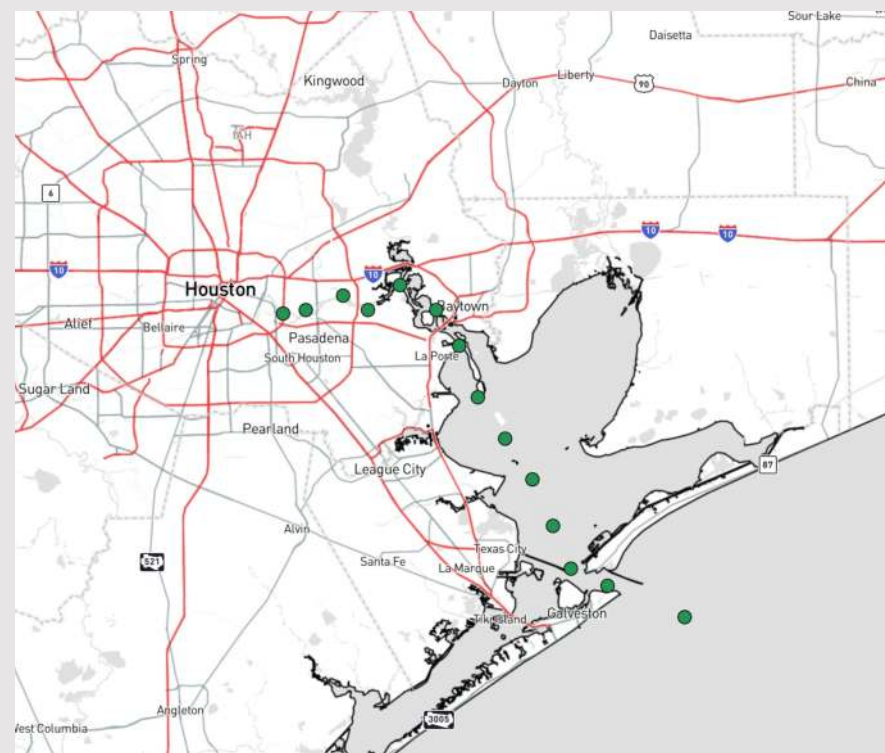 Sour Lake
Daisetta
Spring
Kingwood
Liberty
Dayton
90
China
IAH
6
10
10
10
10
Houston
Baytown
Alief
Bellaire
Pasadena
South Houston
La Porte
Sugar Land
Pearland
League City
87
Alvin
Texas City
521
Santa Fe
La Marque
Tiki Island
Galveston
Angleton
3005
West Columbia